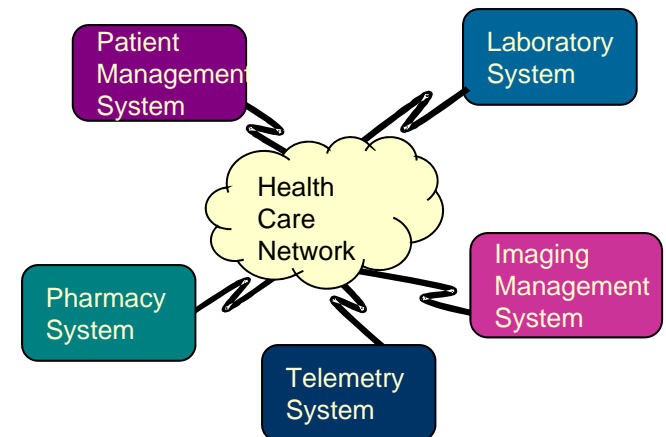 Patient
Management
System
Laboratory
System
Health
Care
Network
Imaging
Management
System
Pharmacy
System
Telemetry
System